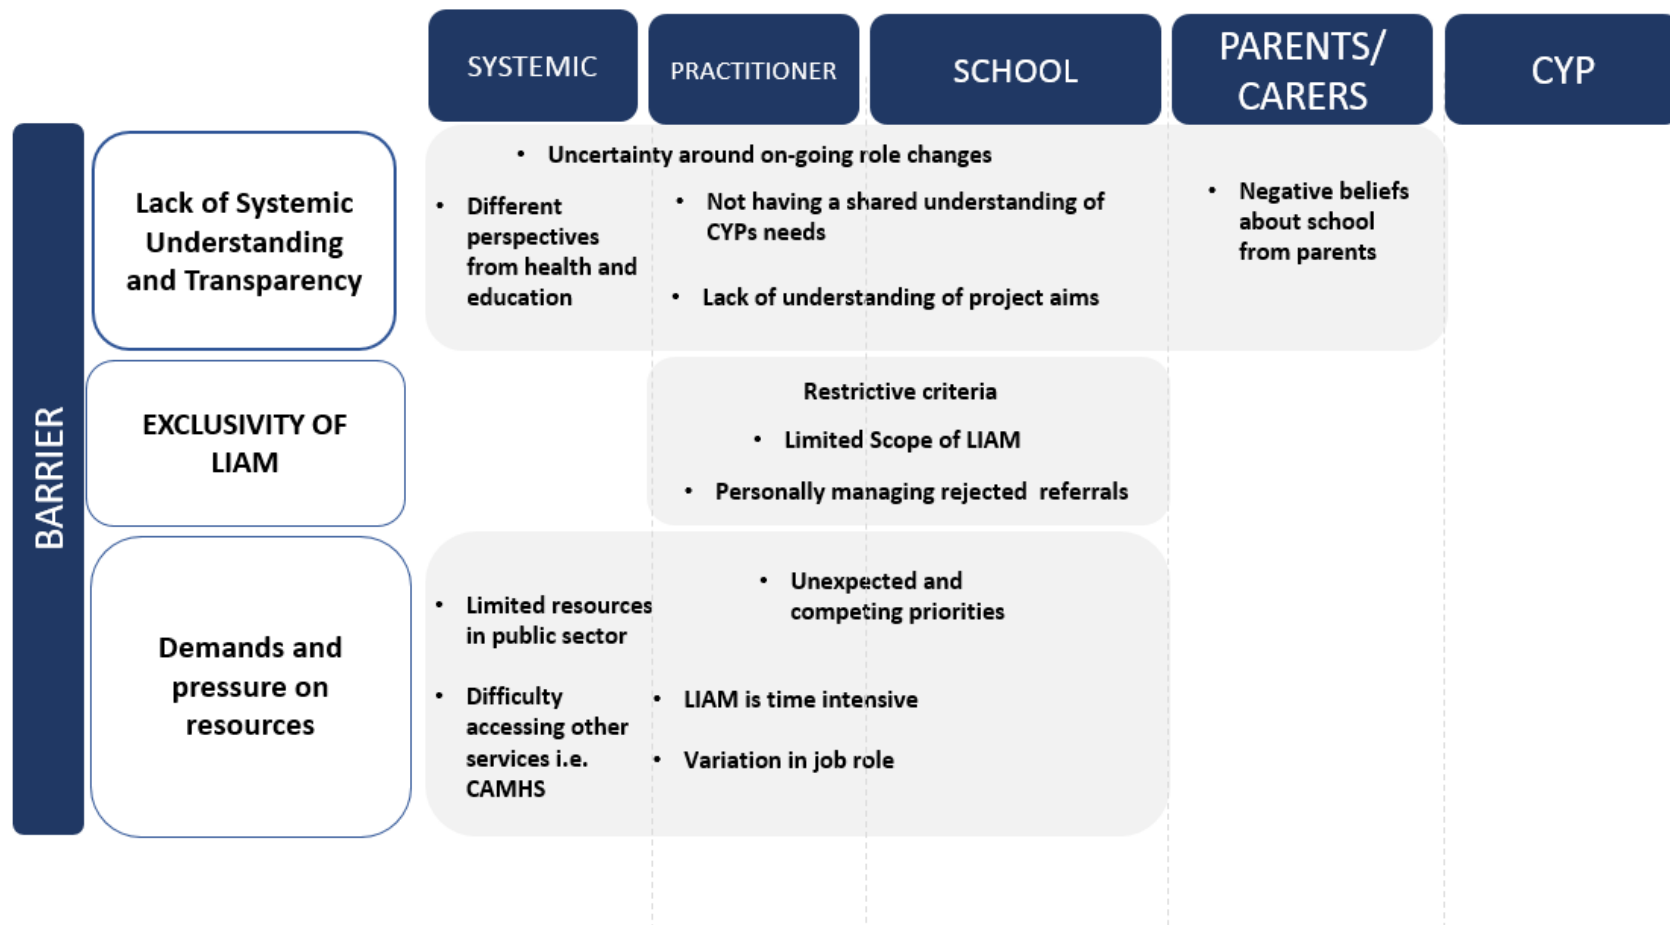 SYSTEMIC
PRACTITIONER
SCHOOL
PARENTS/
CARERS
CYP
BARRIER
Lack of Systemic
Understanding
and Transparency
• Uncertainty around on-going role changes
• Different
perspectives
from health and
education
• Not having a shared understanding of
CYPs needs
• Lack of understanding of project aims
• Negative beliefs
about school
from parents
EXCLUSIVITY OF
LIAM
Restrictive criteria
• Limited Scope of LIAM
• Personally managing rejected referrals
Demands and
pressure on
resources
• Limited resources
in public sector
• Difficulty
accessing other
services i.e.
CAMHS
• Unexpected and
competing priorities
• LIAM is time intensive
• Variation in job role